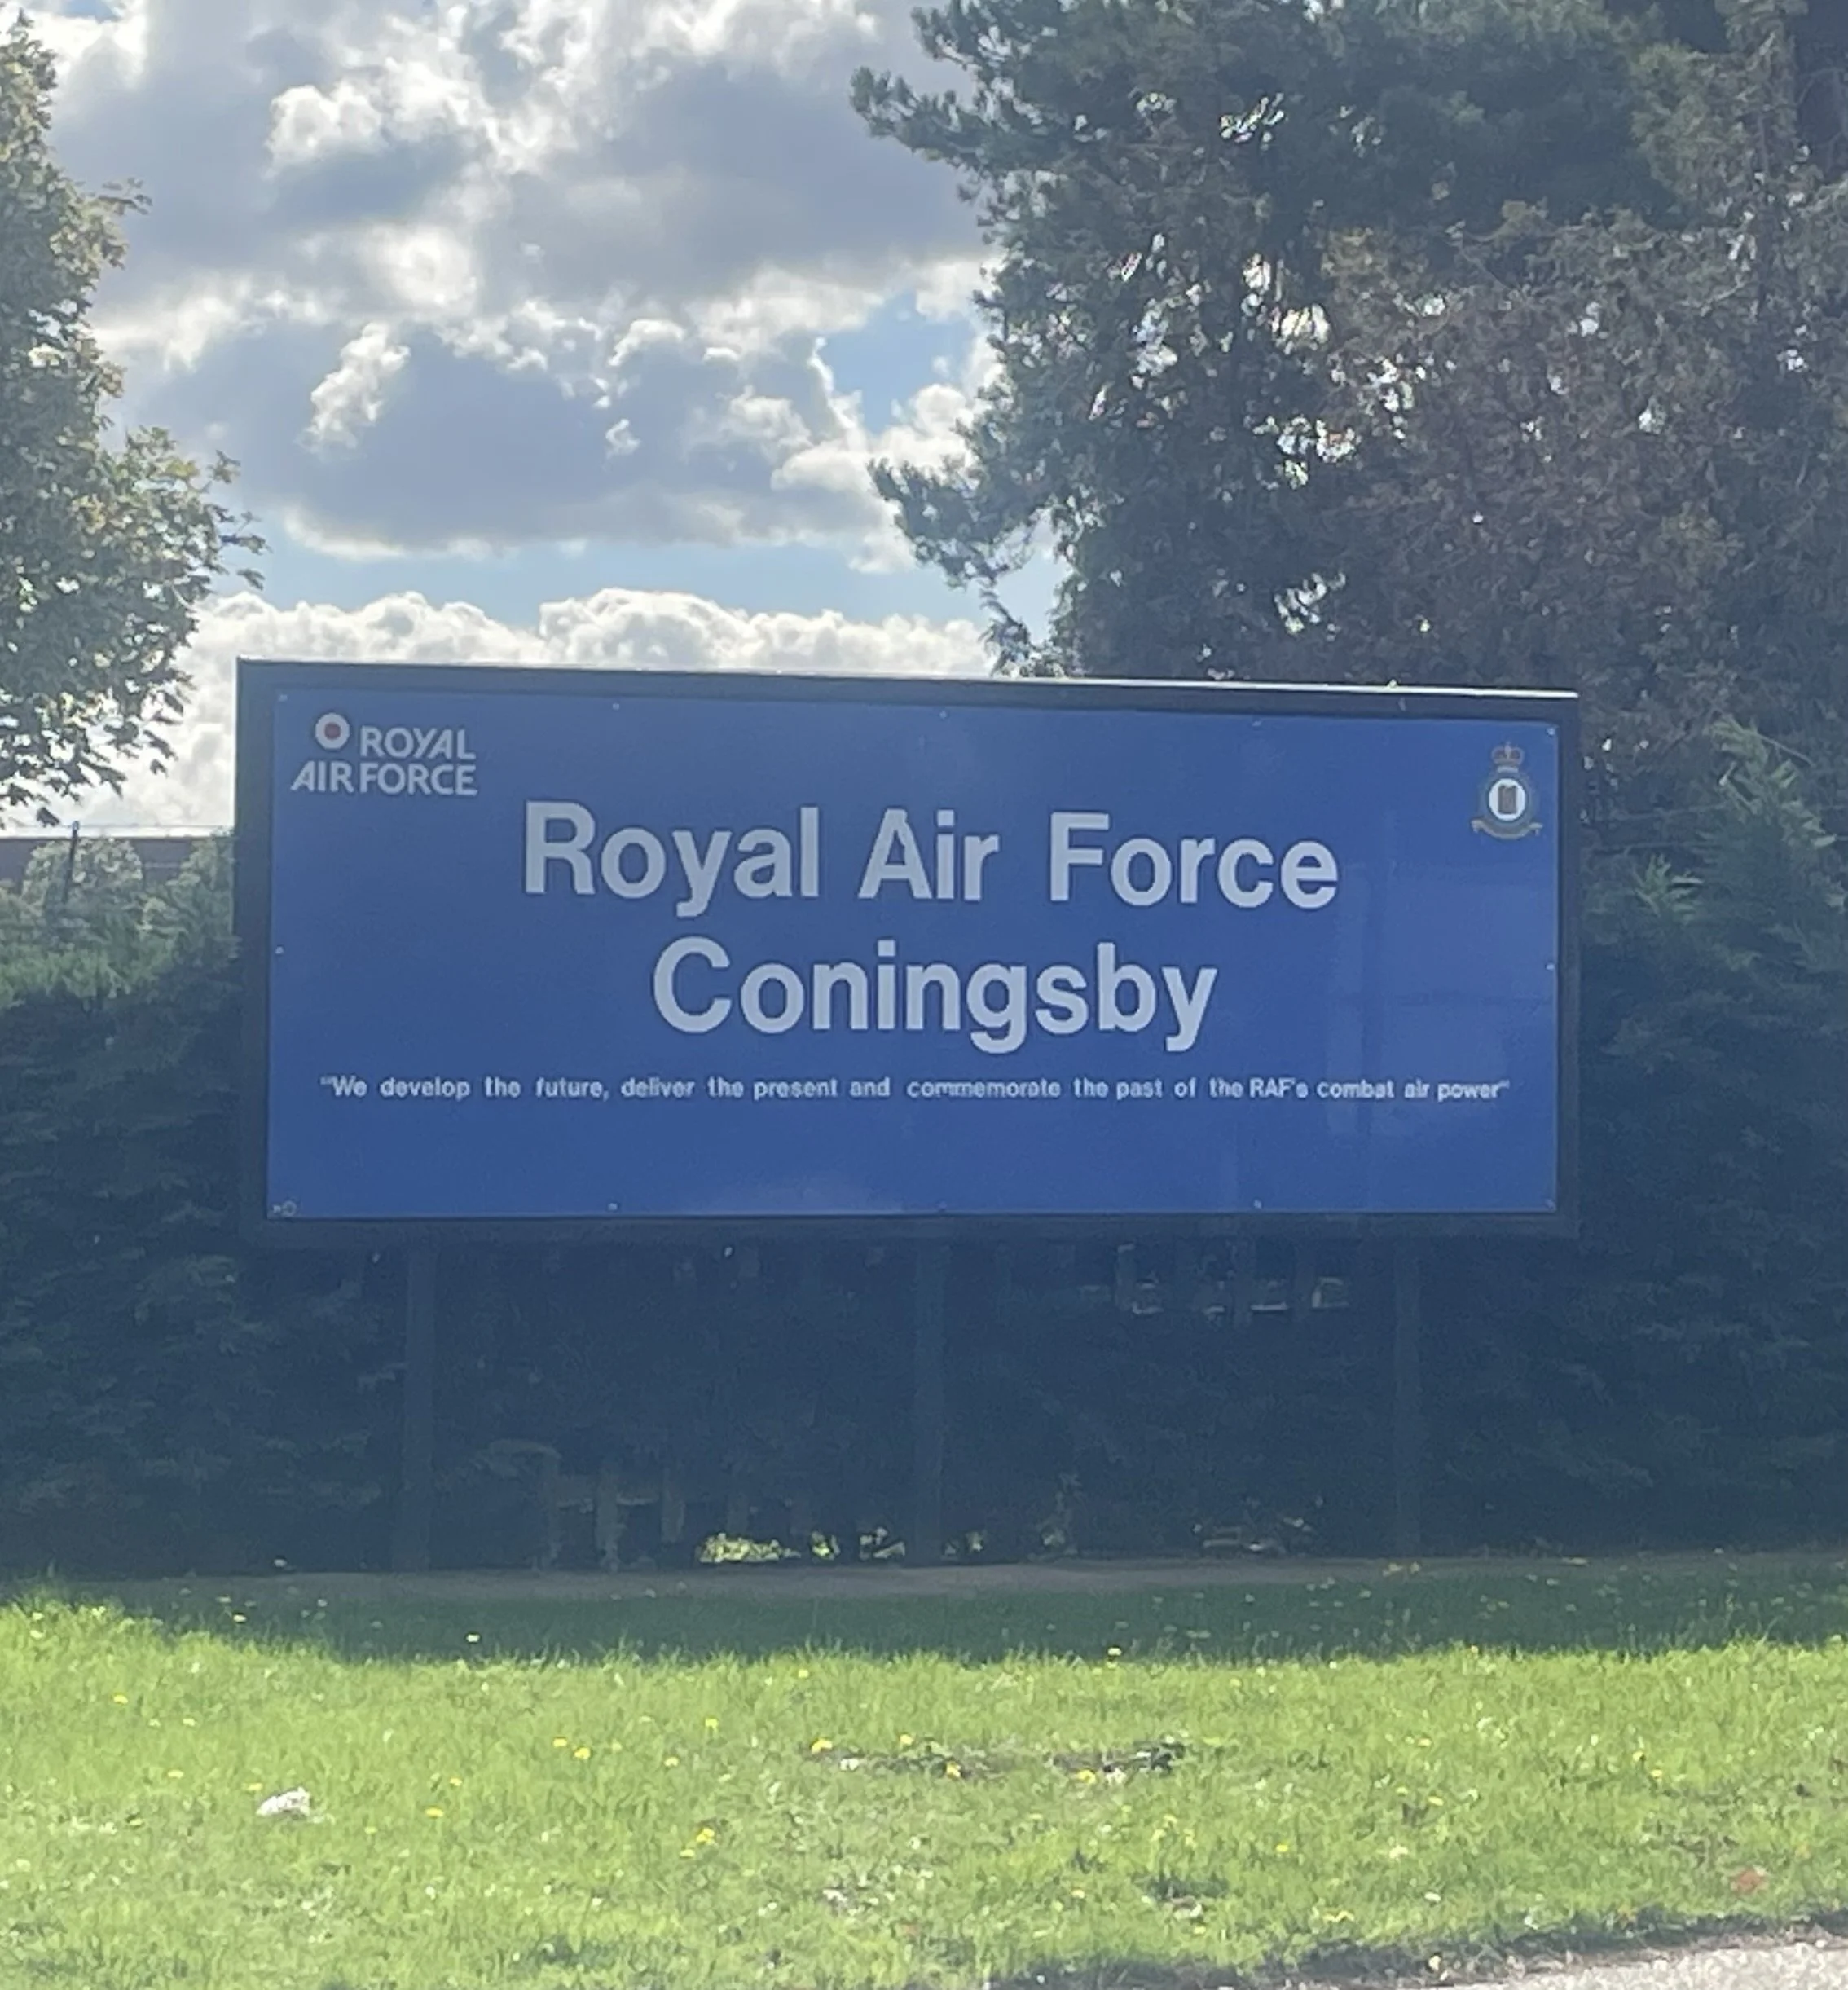 ROYAL
AIR FORCE
Royal Air Force
Coningsby
"We develop the future, deliver the present and commemorate the past of the RAF's combat air power"